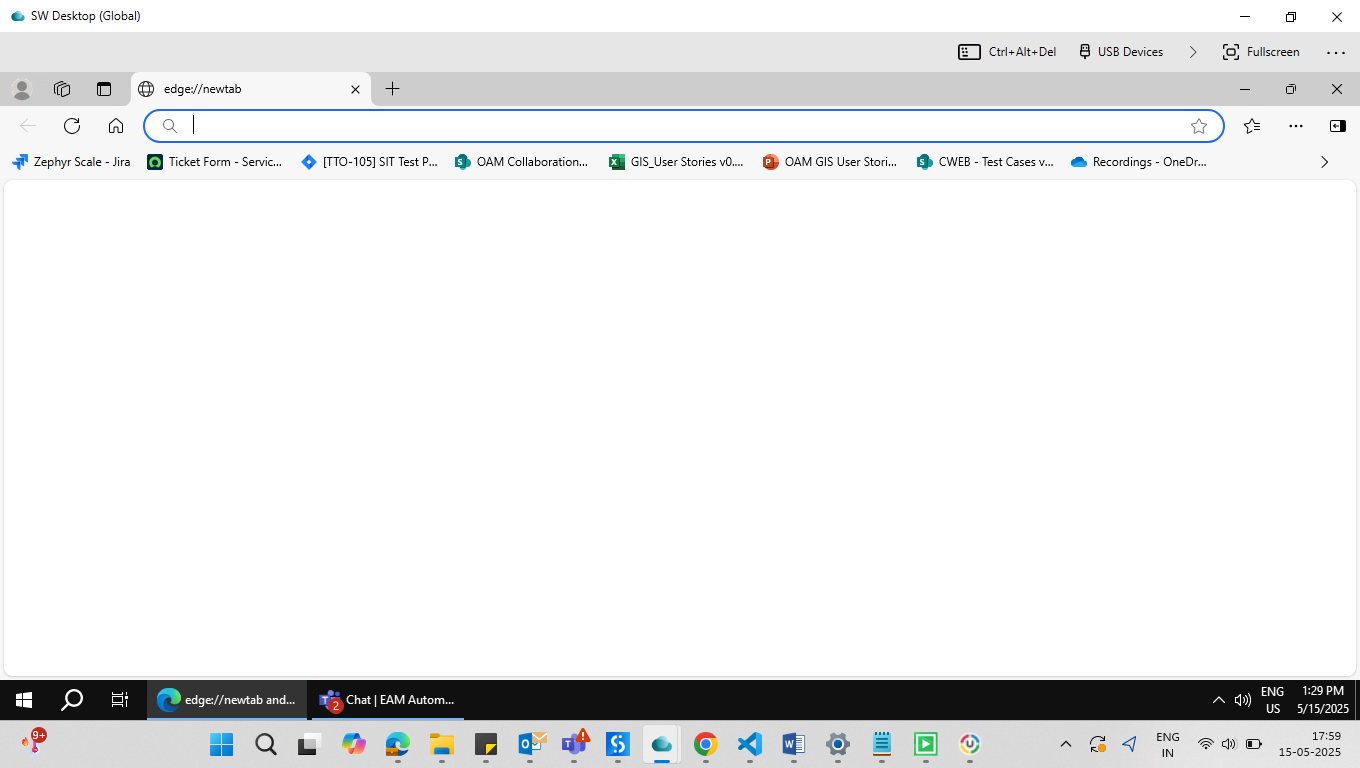 SW Desktop (Global)
Ctrl+Alt+Del USB Devices Fullscreen
edge://newtab
Zephyr Scale - Jira Ticket Form - Servic... [TTO-105] SIT Test P... OAM Collaboration... GIS_User Stories v0.... OAM GIS User Stori... CWEB - Test Cases v... Recordings - OneDr...
edge://newtab and... 2 Chat | EAM Autom... ENG 1:29 PM
US 5/15/2025
9+ ENG 17:59
IN 15-05-2025